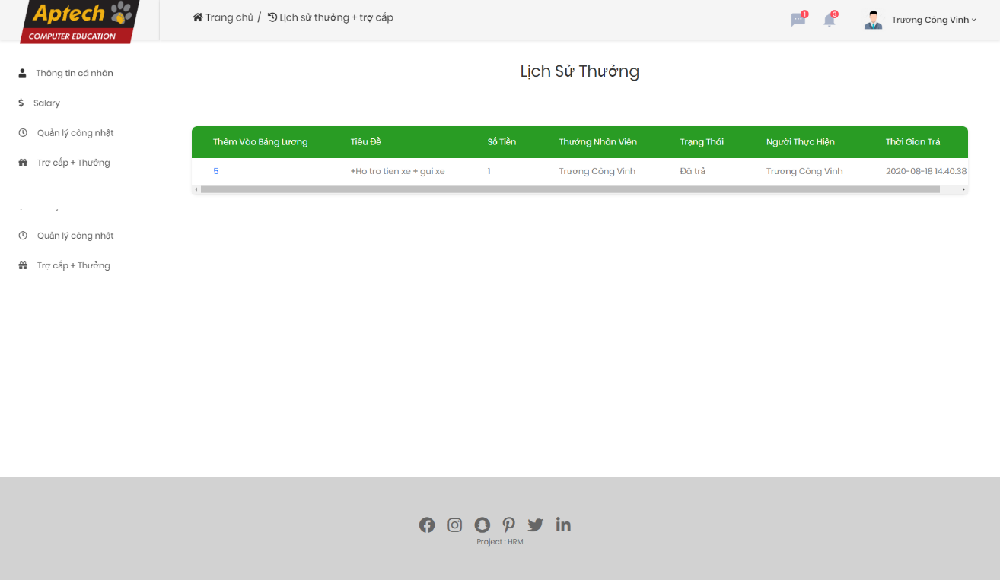 Aptech
COMPUTER EDUCATION
Trang chủ / Lịch sử thưởng + trợ cấp
1
3
Trương Công Vinh
Thông tin cá nhân
Salary
Quản lý công nhật
Trợ cấp + Thưởng
Quản lý công nhật
Trợ cấp + Thưởng
Lịch Sử Thưởng
Thêm Vào Bảng Lương Tiêu Đề Số Tiền Thưởng Nhân Viên Trạng Thái Người Thực Hiện Thời Gian Trả
5 +Ho tro tien xe + gui xe 1 Trương Công Vinh Đã trả Trương Công Vinh 2020-08-18 14:40:38
Project : HRM